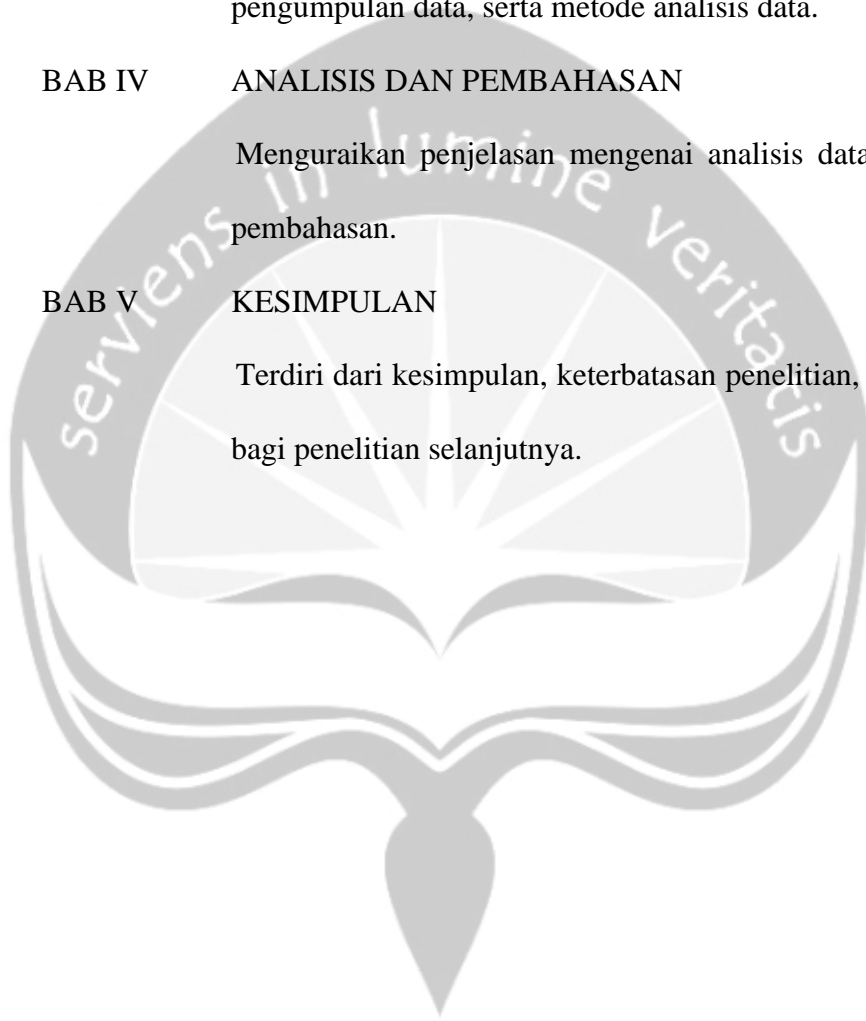 pengumpulan data, serta metode analisis data.
BAB IV ANALISIS DAN PEMBAHASAN
Menguraikan penjelasan mengenai analisis data
pembahasan.
BAB V KESIMPULAN
Terdiri dari kesimpulan, keterbatasan penelitian,
bagi penelitian selanjutnya.
serviens in lumine veritatis